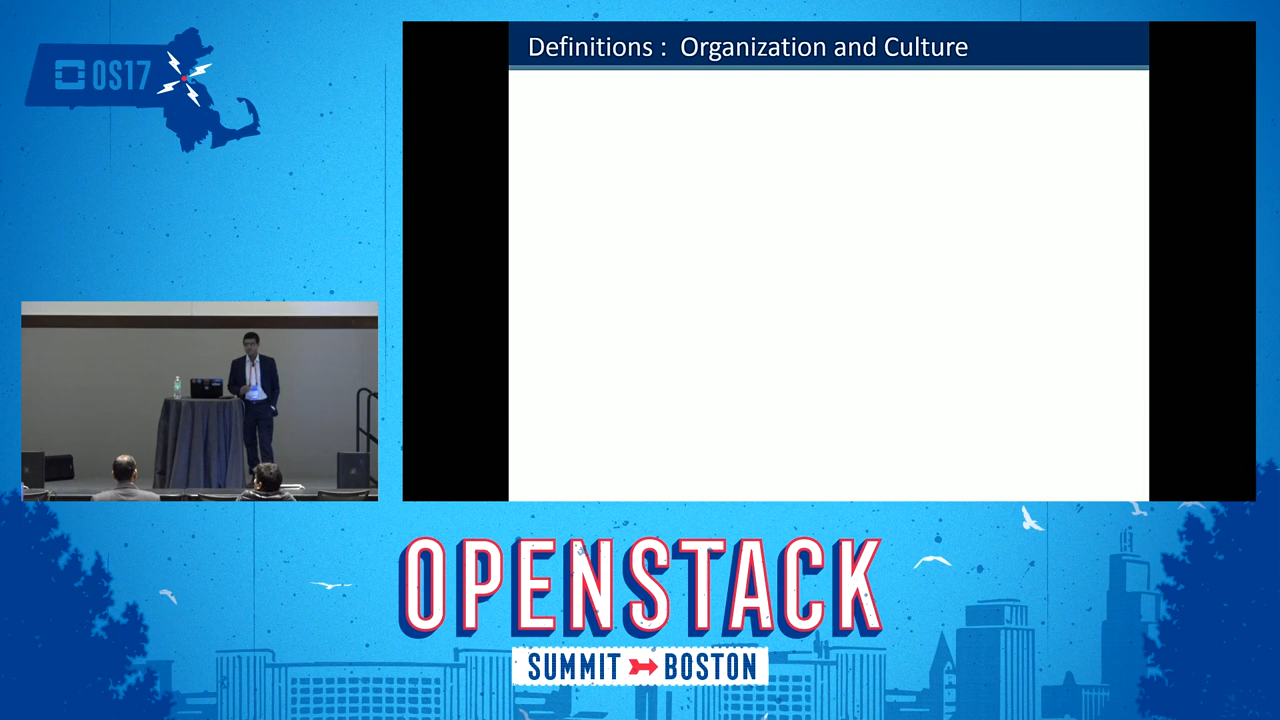 OS17
Definitions :  Organization and Culture
OPENSTACK
SUMMIT BOSTON